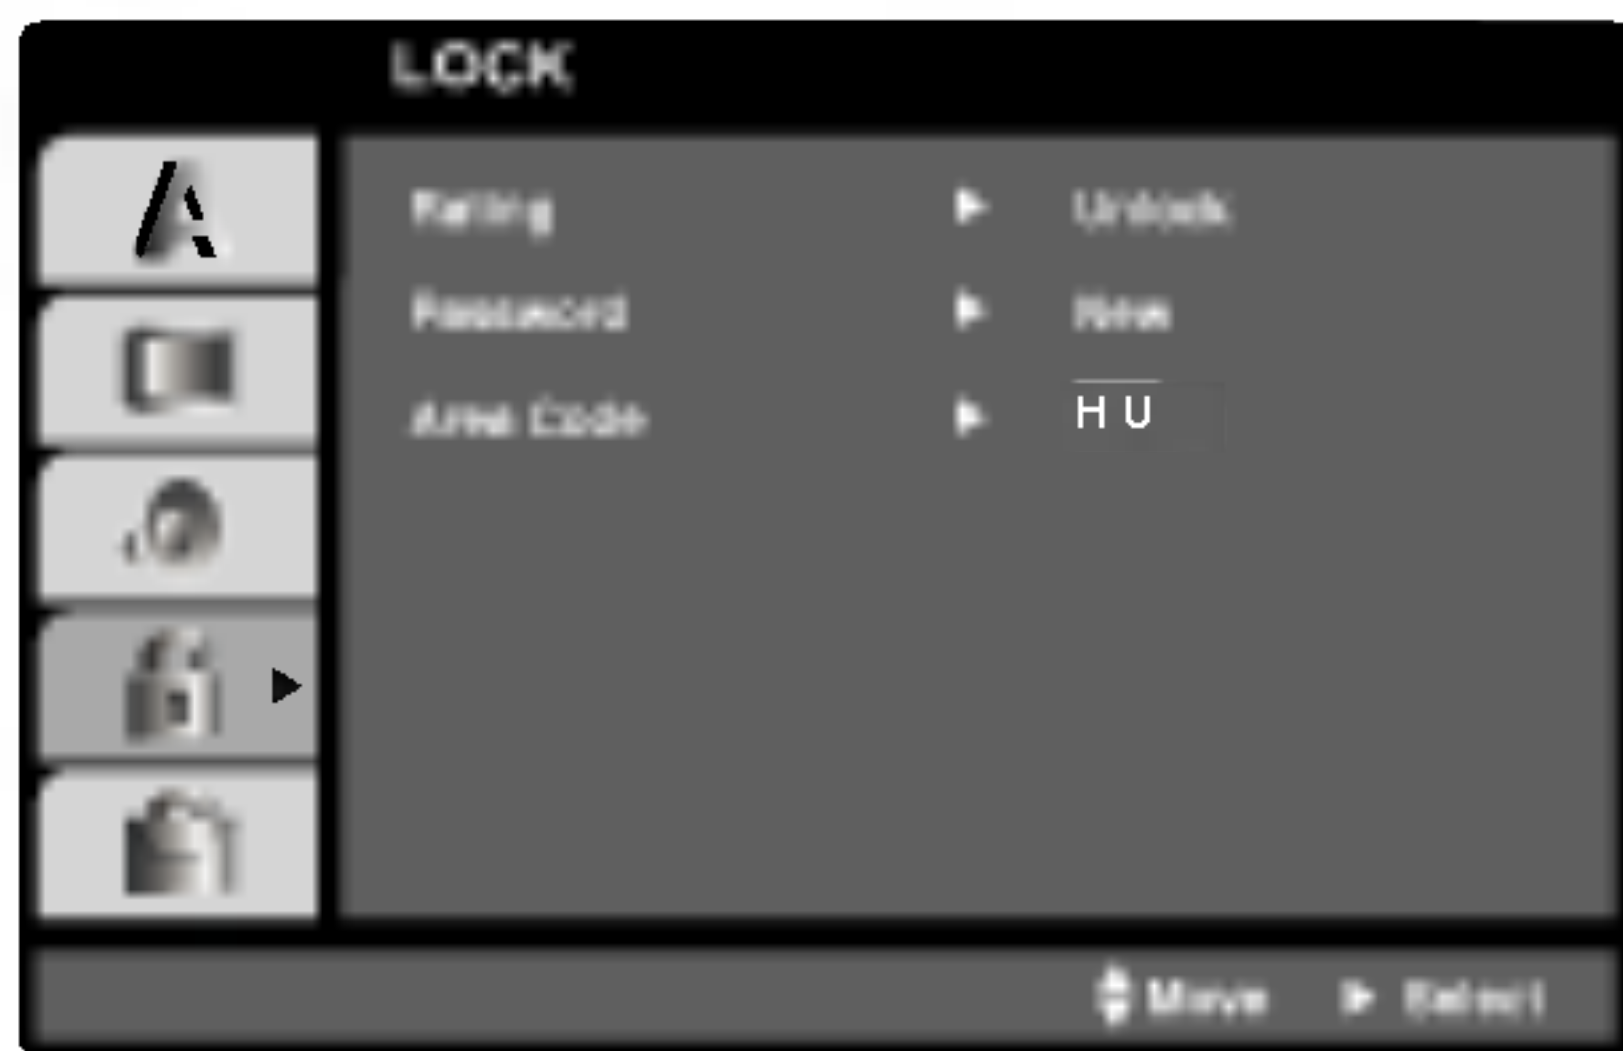 LOCK
Rating Unlock
Password New
Area Code H U
Move Select